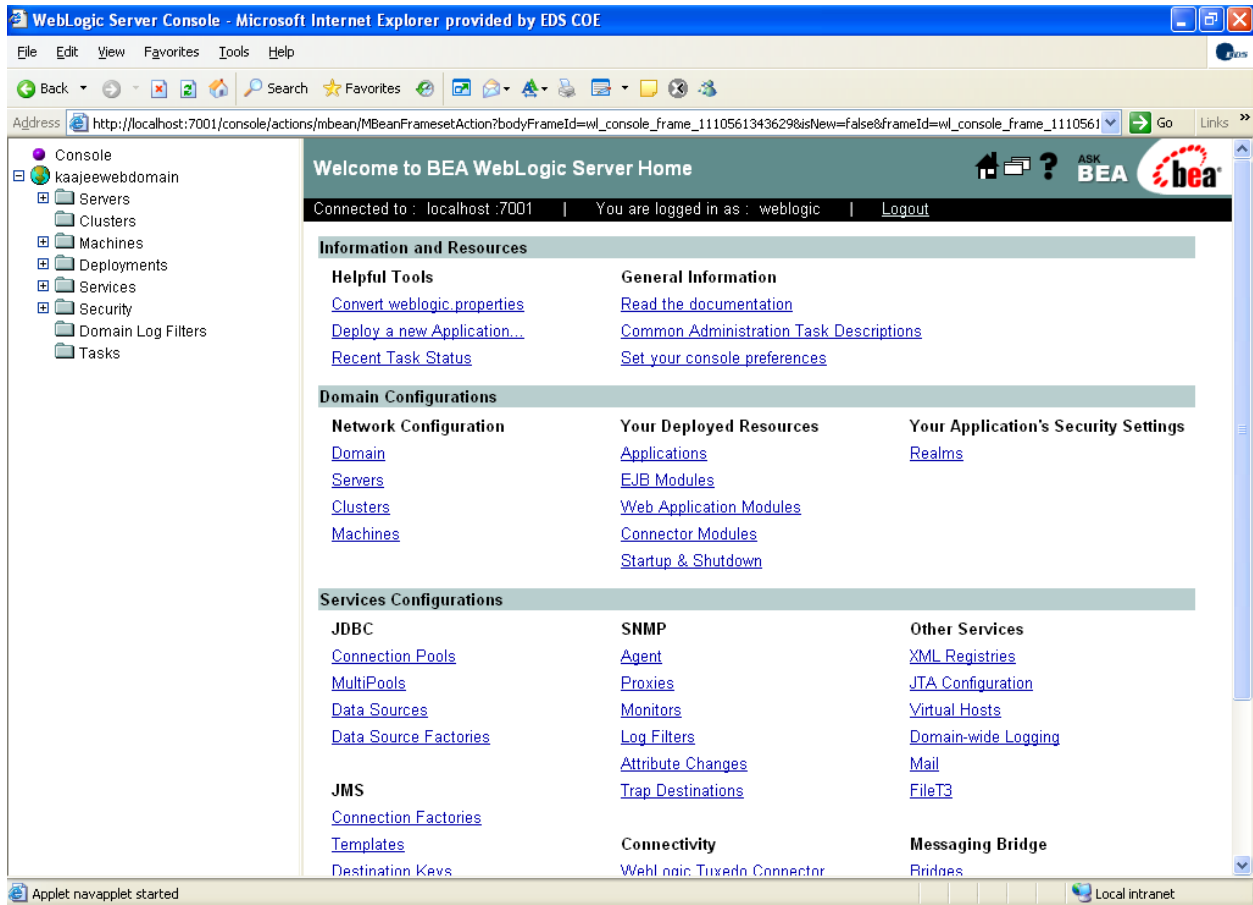 WebLogic Server Console - Microsoft Internet Explorer provided by EDS COE
File Edit View Favorites Tools Help
Back Search Favorites
Address http://localhost:7001/console/actions/mbean/MBeanFramesetAction?bodyFrameId=wl_console_frame_1110561343629&isNew=false&frameId=wl_console_frame_1110561 Go Links »
Console
kaajeewebdomain
Servers
Clusters
Machines
Deployments
Services
Security
Domain Log Filters
Tasks
Welcome to BEA WebLogic Server Home
? ASK BEA bea
Connected to : localhost :7001 | You are logged in as : weblogic | Logout
Information and Resources
Helpful Tools General Information
Convert weblogic.properties Read the documentation
Deploy a new Application... Common Administration Task Descriptions
Recent Task Status Set your console preferences
Domain Configurations
Network Configuration Your Deployed Resources Your Application's Security Settings
Domain Applications Realms
Servers EJB Modules
Clusters Web Application Modules
Machines Connector Modules
Startup & Shutdown
Services Configurations
JDBC SNMP Other Services
Connection Pools Agent XML Registries
MultiPools Proxies JTA Configuration
Data Sources Monitors Virtual Hosts
Data Source Factories Log Filters Domain-wide Logging
Attribute Changes Mail
JMS Trap Destinations FileT3
Connection Factories
Templates Connectivity Messaging Bridge
Destination Keys WebLogic Tuxedo Connector Bridges
Applet navapplet started Local intranet